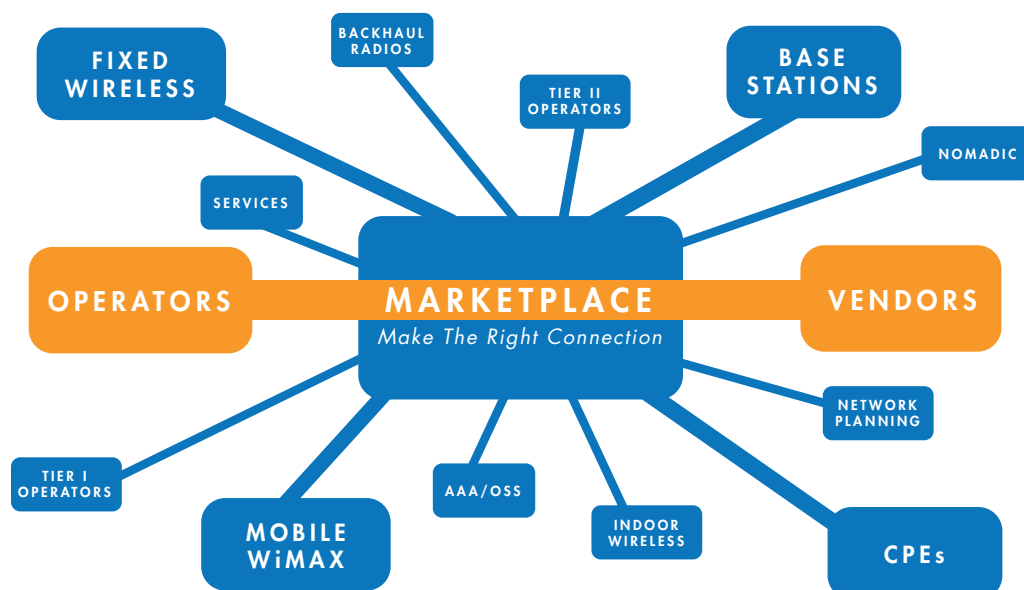 BACKHAUL
RADIOS
FIXED
WIRELESS
BASE
STATIONS
TIER II
OPERATORS
NOMADIC
SERVICES
OPERATORS
MARKETPLACE
VENDORS
Make The Right Connection
NETWORK
PLANNING
TIER I
OPERATORS
AAA/OSS
INDOOR
WIRELESS
MOBILE
WiMAX
CPEs